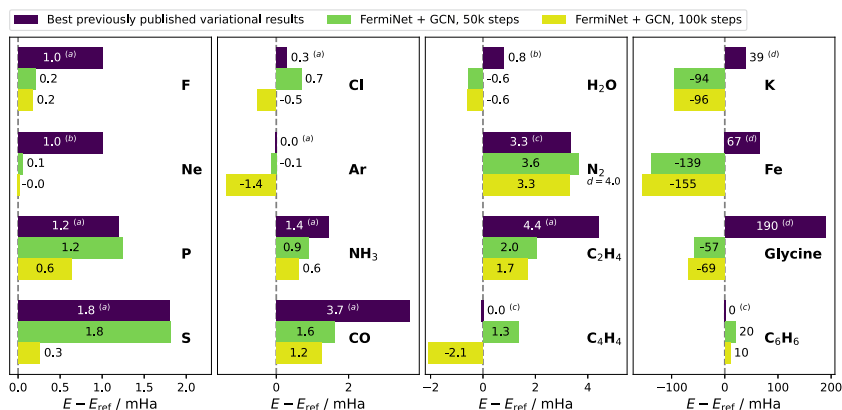 Best previously published variational results
FermiNet + GCN, 50k steps
FermiNet + GCN, 100k steps
1.0 (a)
0.2
0.2
F
1.0 (b)
0.1
-0.0
Ne
1.2 (a)
1.2
0.6
P
1.8 (a)
1.8
0.3
S
0.0 0.5 1.0 1.5 2.0
E − E_ref / mHa
0.3 (a)
0.7
-0.5
Cl
0.0 (a)
-0.1
-1.4
Ar
1.4 (a)
0.9
0.6
NH₃
3.7 (a)
1.6
1.2
CO
0 2
E − E_ref / mHa
0.8 (b)
-0.6
-0.6
H₂O
3.3 (c)
3.6
3.3
N₂
d = 4.0
4.4 (a)
2.0
1.7
C₂H₄
0.0 (c)
1.3
-2.1
C₄H₄
−2 0 2 4
E − E_ref / mHa
39 (d)
-94
-96
K
67 (d)
-139
-155
Fe
190 (d)
-57
-69
Glycine
0 (c)
20
10
C₆H₆
−100 0 100 200
E − E_ref / mHa